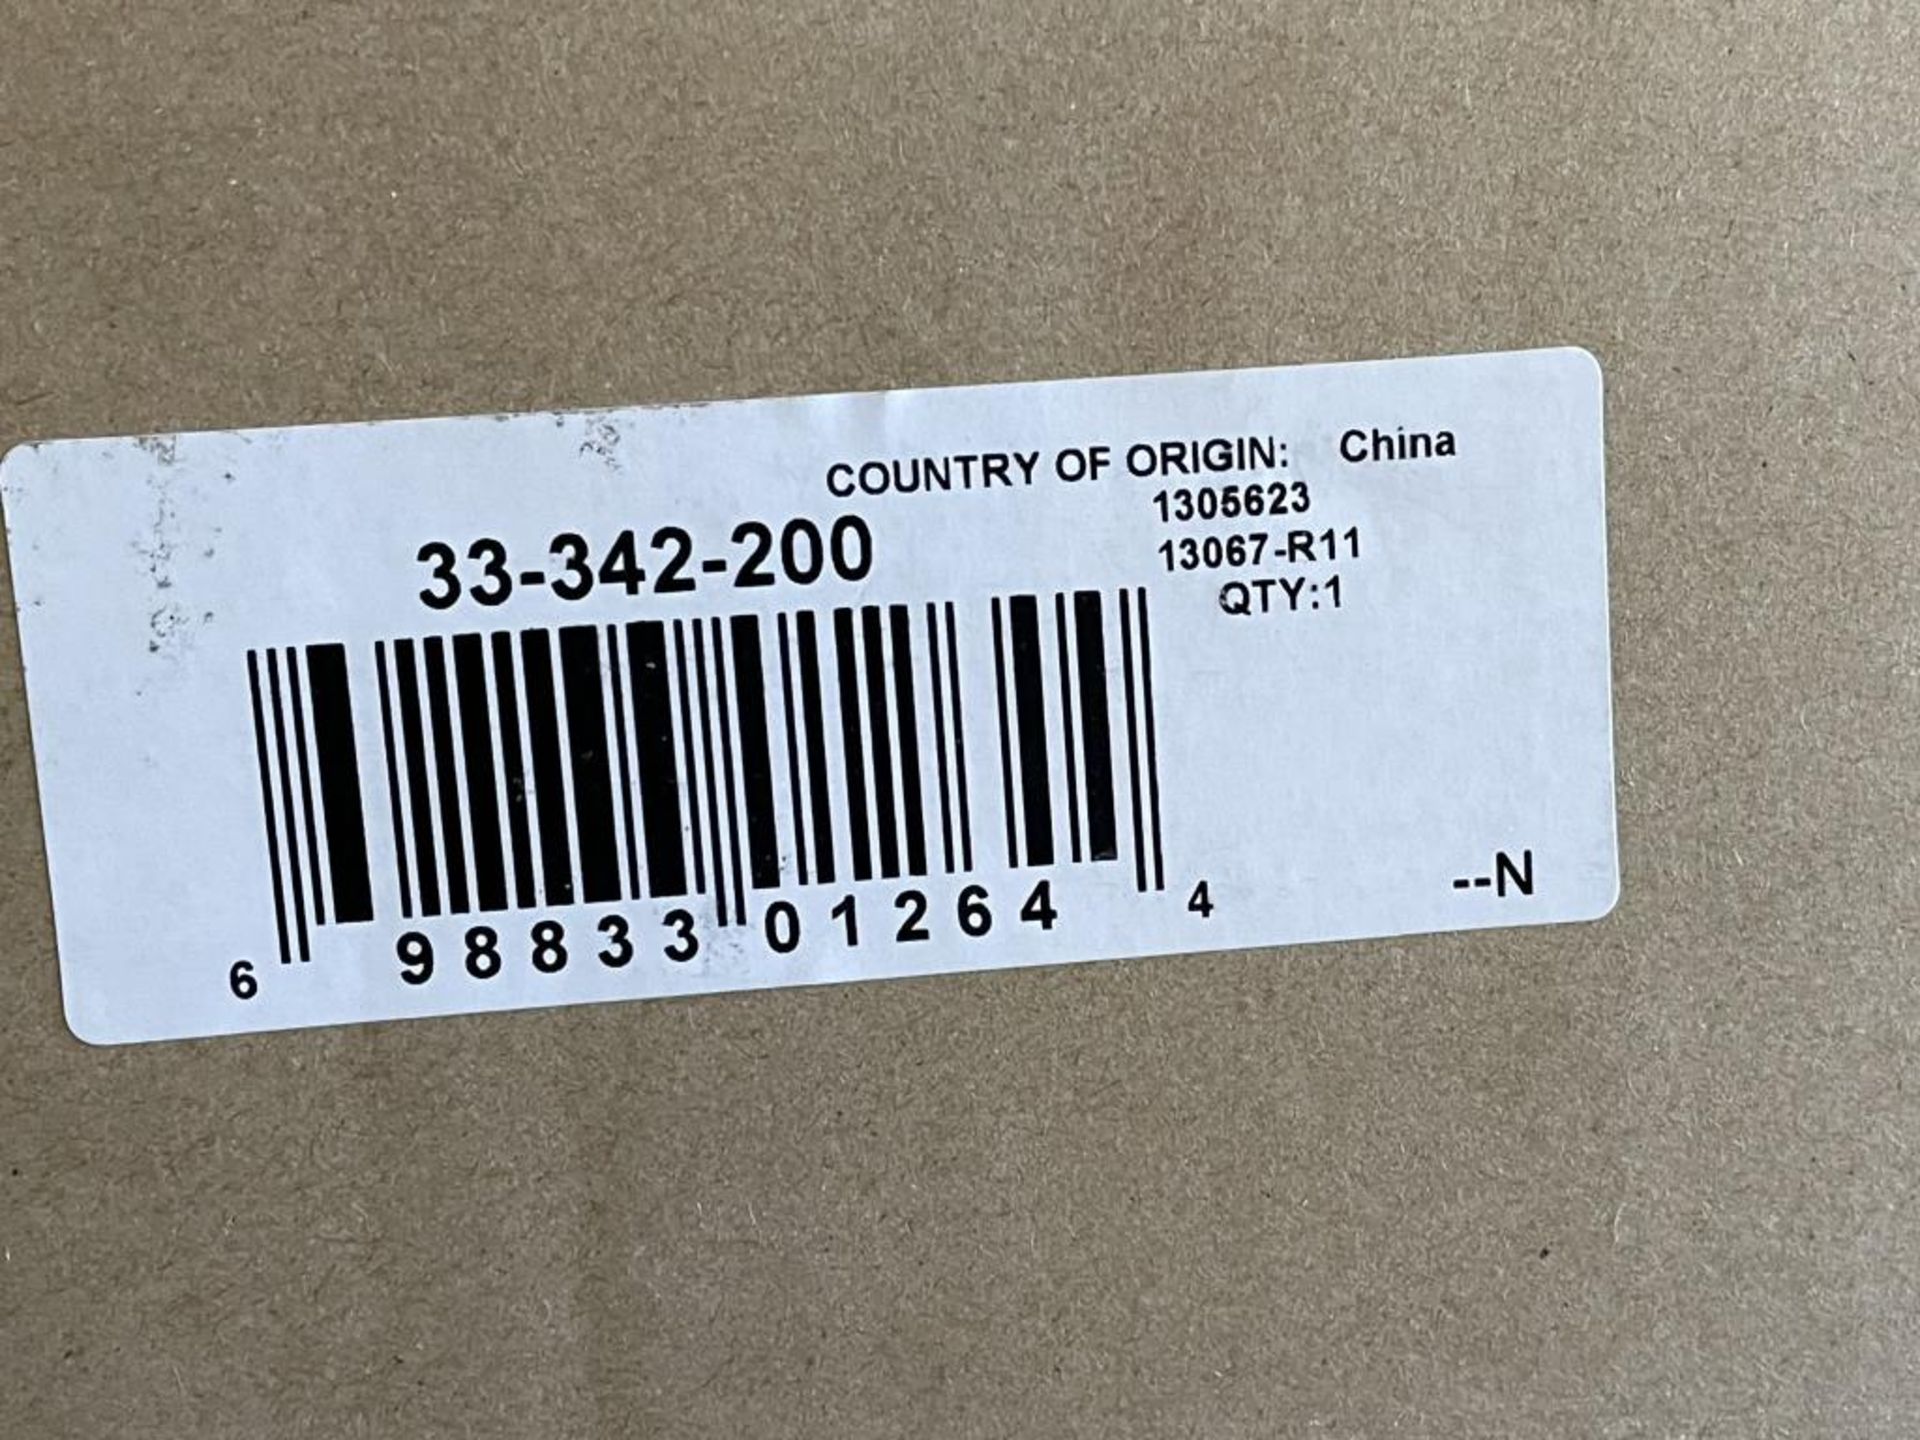 COUNTRY OF ORIGIN: China
1305623
33-342-200
13067-R11
QTY:1
6 98833 01264 4
--N